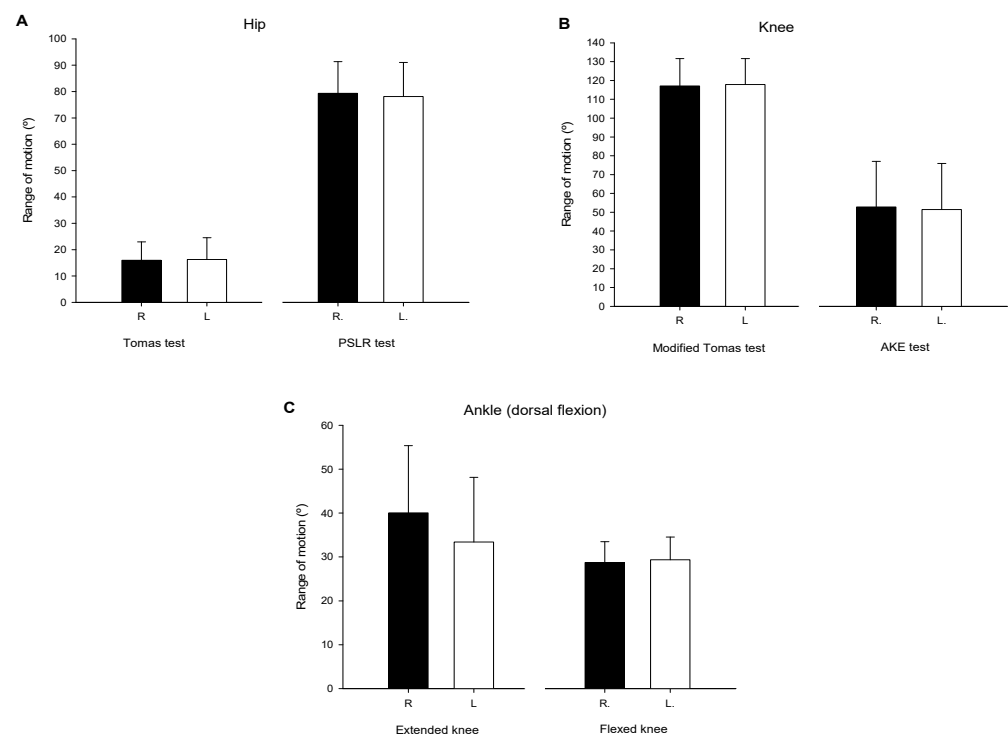 A
Hip
100
90
80
70
60
50
40
30
20
10
0
Range of motion (º)
R L R. L.
Tomas test PSLR test
B
Knee
140
130
120
110
100
90
80
70
60
50
40
30
20
10
0
Range of motion (º)
R L R. L.
Modified Tomas test AKE test
C
Ankle (dorsal flexion)
60
50
40
30
20
10
0
Range of motion (º)
R L R. L.
Extended knee Flexed knee